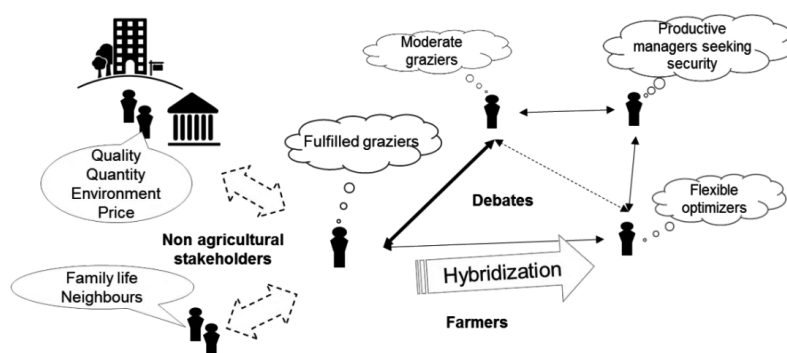 Moderate
graziers
Productive
managers seeking
security
Fulfilled graziers
Quality
Quantity
Environment
Price
Flexible
optimizers
Debates
Non agricultural
stakeholders
Hybridization
Family life
Neighbours
Farmers